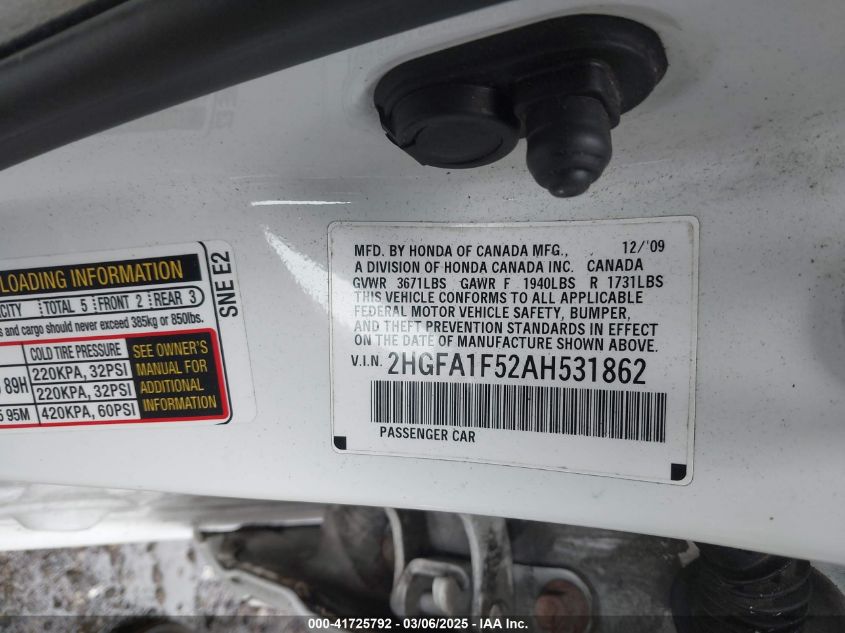 MFD. BY HONDA OF CANADA MFG., 12/'09
A DIVISION OF HONDA CANADA INC. CANADA
GVWR 3671LBS GAWR F 1940LBS R 1731LBS
THIS VEHICLE CONFORMS TO ALL APPLICABLE
FEDERAL MOTOR VEHICLE SAFETY, BUMPER,
AND THEFT PREVENTION STANDARDS IN EFFECT
ON THE DATE OF MANUFACTURE SHOWN ABOVE.
V.I.N. 2HGFA1F52AH531862
PASSENGER CAR
LOADING INFORMATION
CITY TOTAL 5 FRONT 2 REAR 3
s and cargo should never exceed 385kg or 850lbs.
COLD TIRE PRESSURE
89H 220KPA, 32PSI
220KPA, 32PSI
95M 420KPA, 60PSI
SEE OWNER'S
MANUAL FOR
ADDITIONAL
INFORMATION
SNE E2
000-41725792 - 03/06/2025 - IAA Inc.